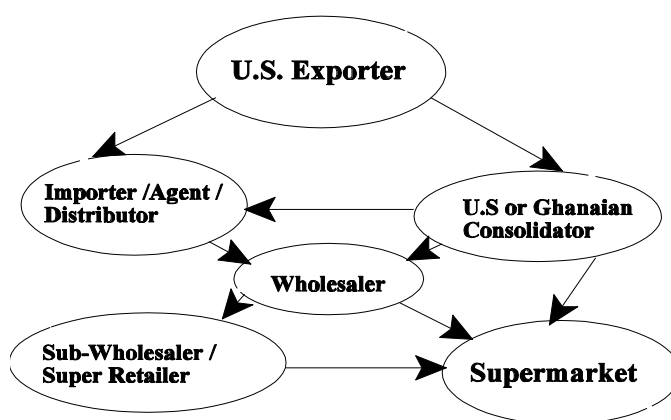 U.S. Exporter
Importer /Agent /
Distributor
U.S or Ghanaian
Consolidator
Wholesaler
Sub-Wholesaler /
Super Retailer
Supermarket